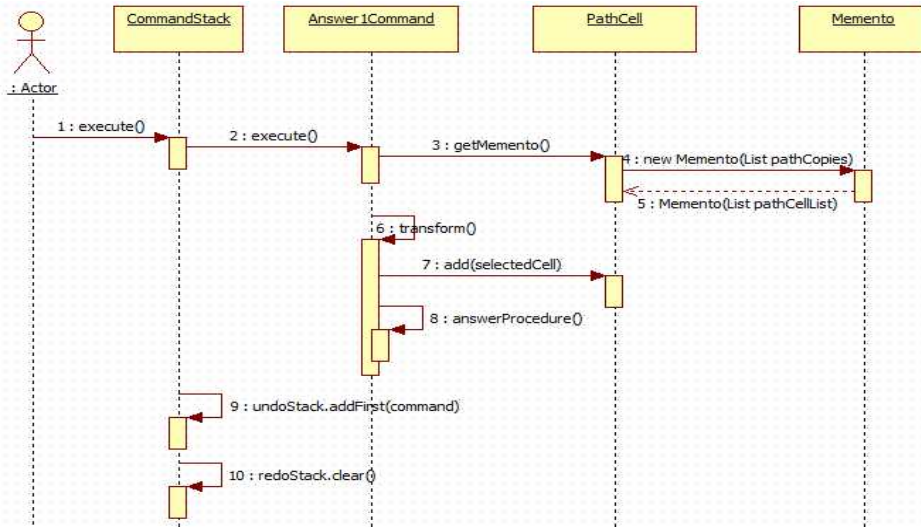 CommandStack
Answer1Command
PathCell
Memento
: Actor
1 : execute()
2 : execute()
3 : getMemento()
4 : new Memento(List pathCopies)
5 : Memento(List pathCellList)
6 : transform()
7 : add(selectedCell)
8 : answerProcedure()
9 : undoStack.addFirst(command)
10 : redoStack.clear()